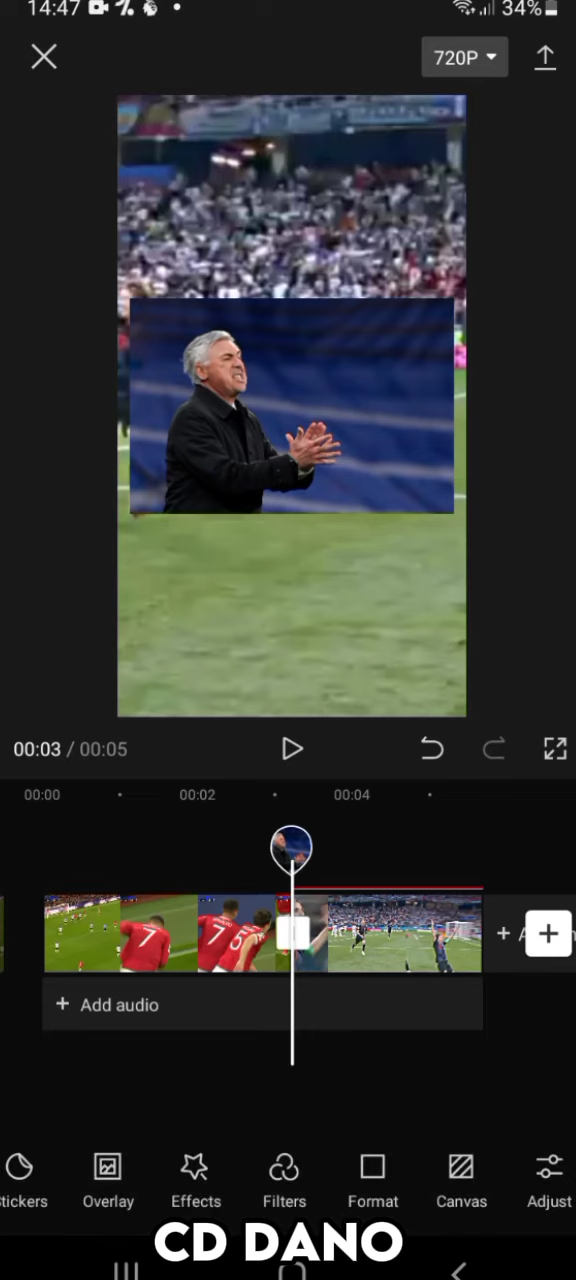 14:47
34%
720P
00:03 / 00:05
00:00
00:02
00:04
7
7
5
+ Add audio
Stickers
Overlay
Effects
Filters
Format
Canvas
Adjust
CD DANO